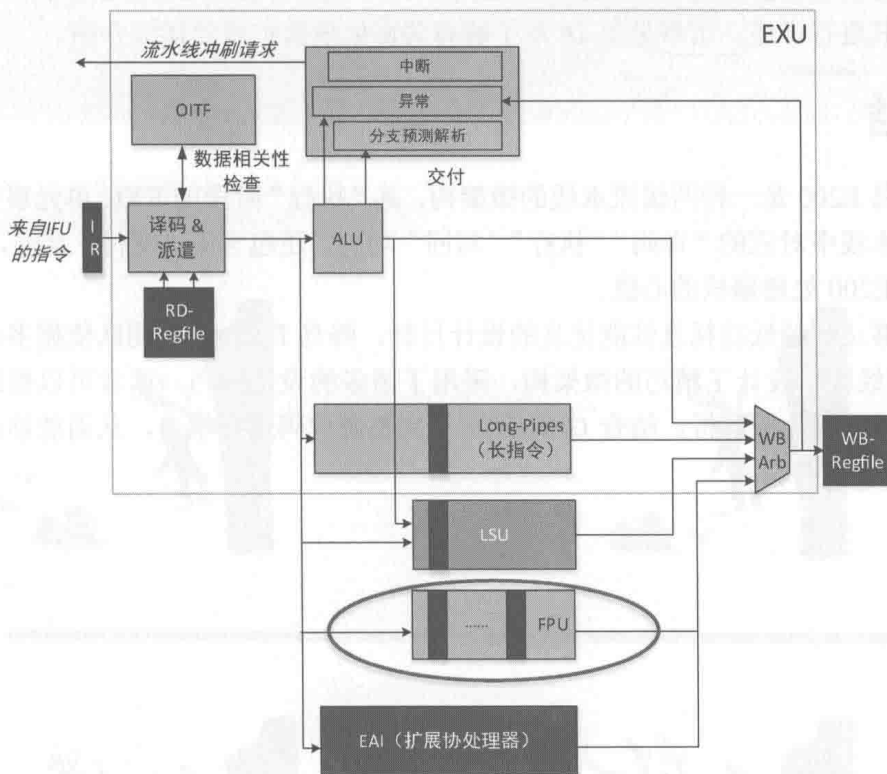 EXU
流水线冲刷请求
中断
异常
分支预测解析
OITF
数据相关性
检查
交付
来自IFU
的指令
I
R
译码 &
派遣
ALU
RD-
Regfile
Long-Pipes
（长指令）
WB
Arb
WB-
Regfile
LSU
......
FPU
EAI（扩展协处理器）